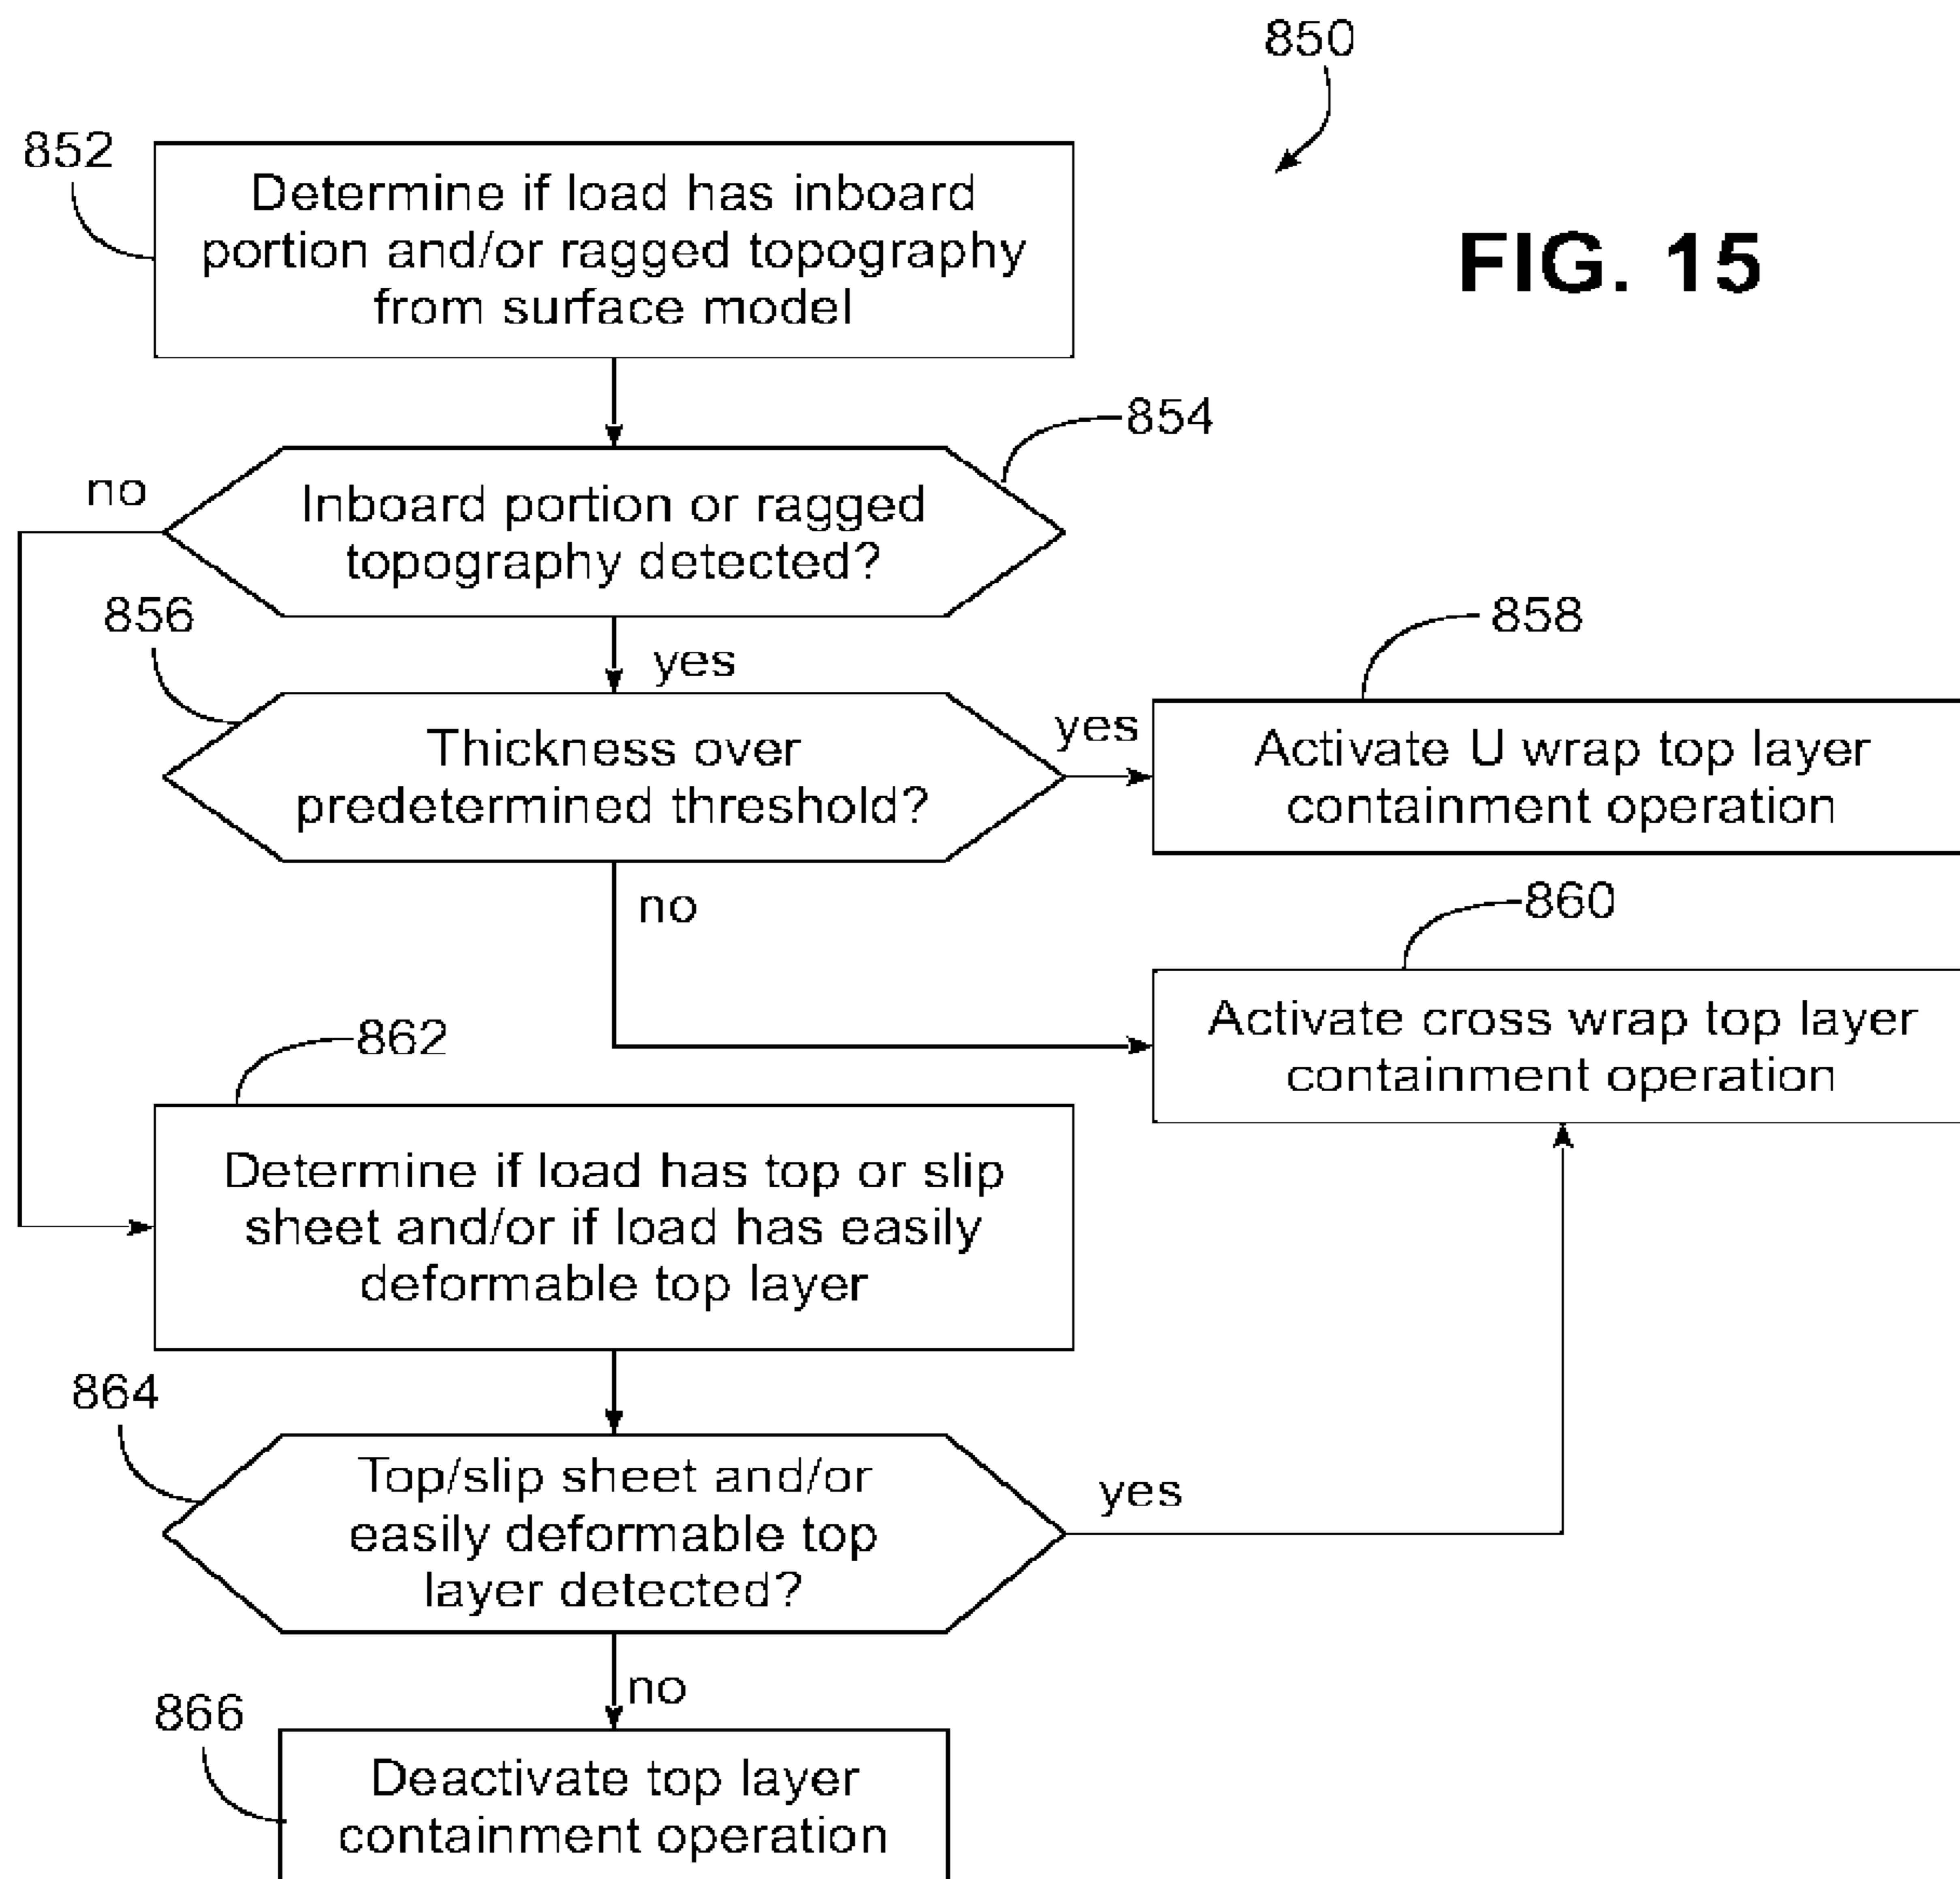 850
FIG. 15
852
Determine if load has inboard
portion and/or ragged topography
from surface model
854
no
Inboard portion or ragged
topography detected?
856
yes
858
Thickness over
predetermined threshold?
yes
Activate U wrap top layer
containment operation
no
860
Activate cross wrap top layer
containment operation
862
Determine if load has top or slip
sheet and/or if load has easily
deformable top layer
864
Top/slip sheet and/or
easily deformable top
layer detected?
yes
no
866
Deactivate top layer
containment operation